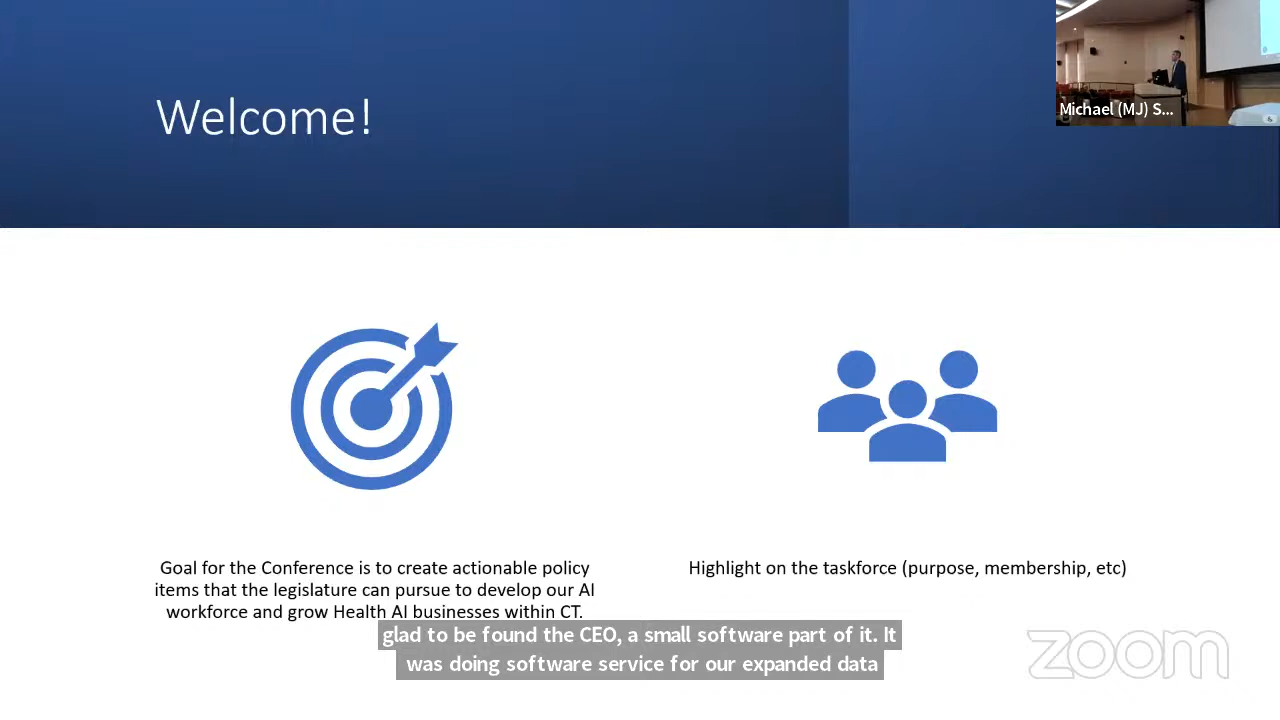 Welcome!
Michael (MJ) S...
Goal for the Conference is to create actionable policy
items that the legislature can pursue to develop our AI
workforce and grow Health AI businesses within CT.
Highlight on the taskforce (purpose, membership, etc)
glad to be found the CEO, a small software part of it. It
was doing software service for our expanded data
zoom